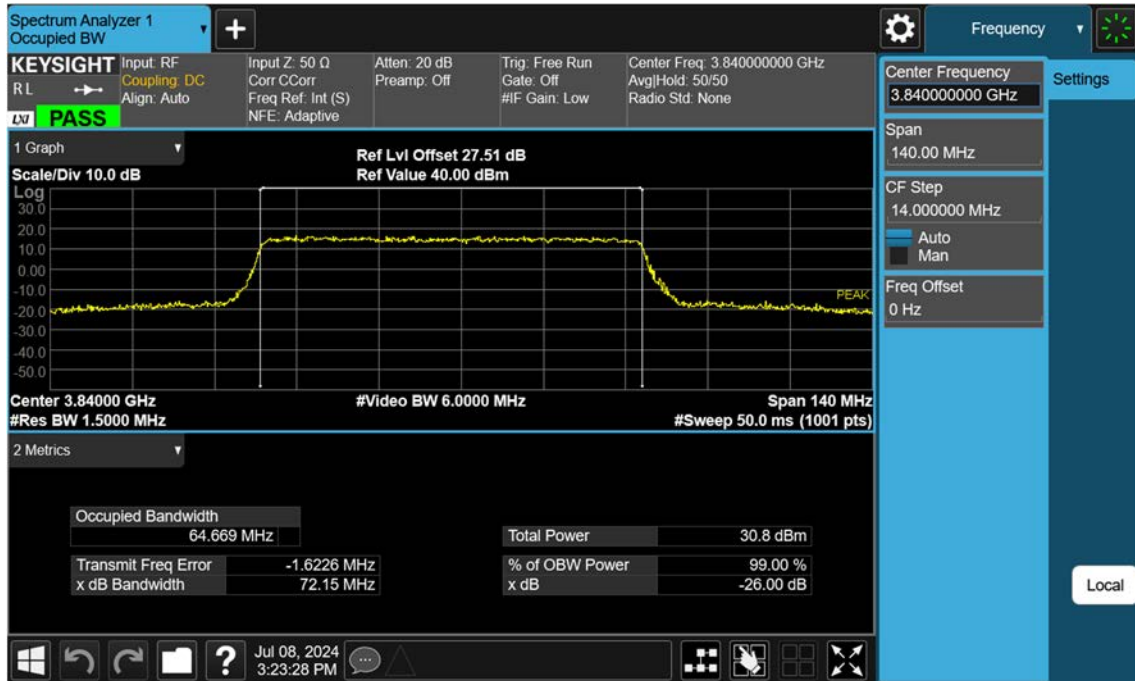 Spectrum Analyzer 1
Occupied BW
Frequency
KEYSIGHT
R L
LXI
PASS
Input: RF
Coupling: DC
Align: Auto
Input Z: 50 Ω
Corr CCorr
Freq Ref: Int (S)
NFE: Adaptive
Atten: 20 dB
Preamp: Off
Trig: Free Run
Gate: Off
#IF Gain: Low
Center Freq: 3.840000000 GHz
Avg|Hold: 50/50
Radio Std: None
Center Frequency
3.840000000 GHz
Settings
Span
140.00 MHz
CF Step
14.000000 MHz
Auto
Man
Freq Offset
0 Hz
Local
1 Graph
Ref Lvl Offset 27.51 dB
Scale/Div 10.0 dB
Ref Value 40.00 dBm
Log
30.0
20.0
10.0
0.00
-10.0
-20.0
-30.0
-40.0
-50.0
PEAK
Center 3.84000 GHz
#Video BW 6.0000 MHz
Span 140 MHz
#Res BW 1.5000 MHz
#Sweep 50.0 ms (1001 pts)
2 Metrics
Occupied Bandwidth
64.669 MHz
Total Power 30.8 dBm
Transmit Freq Error -1.6226 MHz
% of OBW Power 99.00 %
x dB Bandwidth 72.15 MHz
x dB -26.00 dB
?
Jul 08, 2024
3:23:28 PM